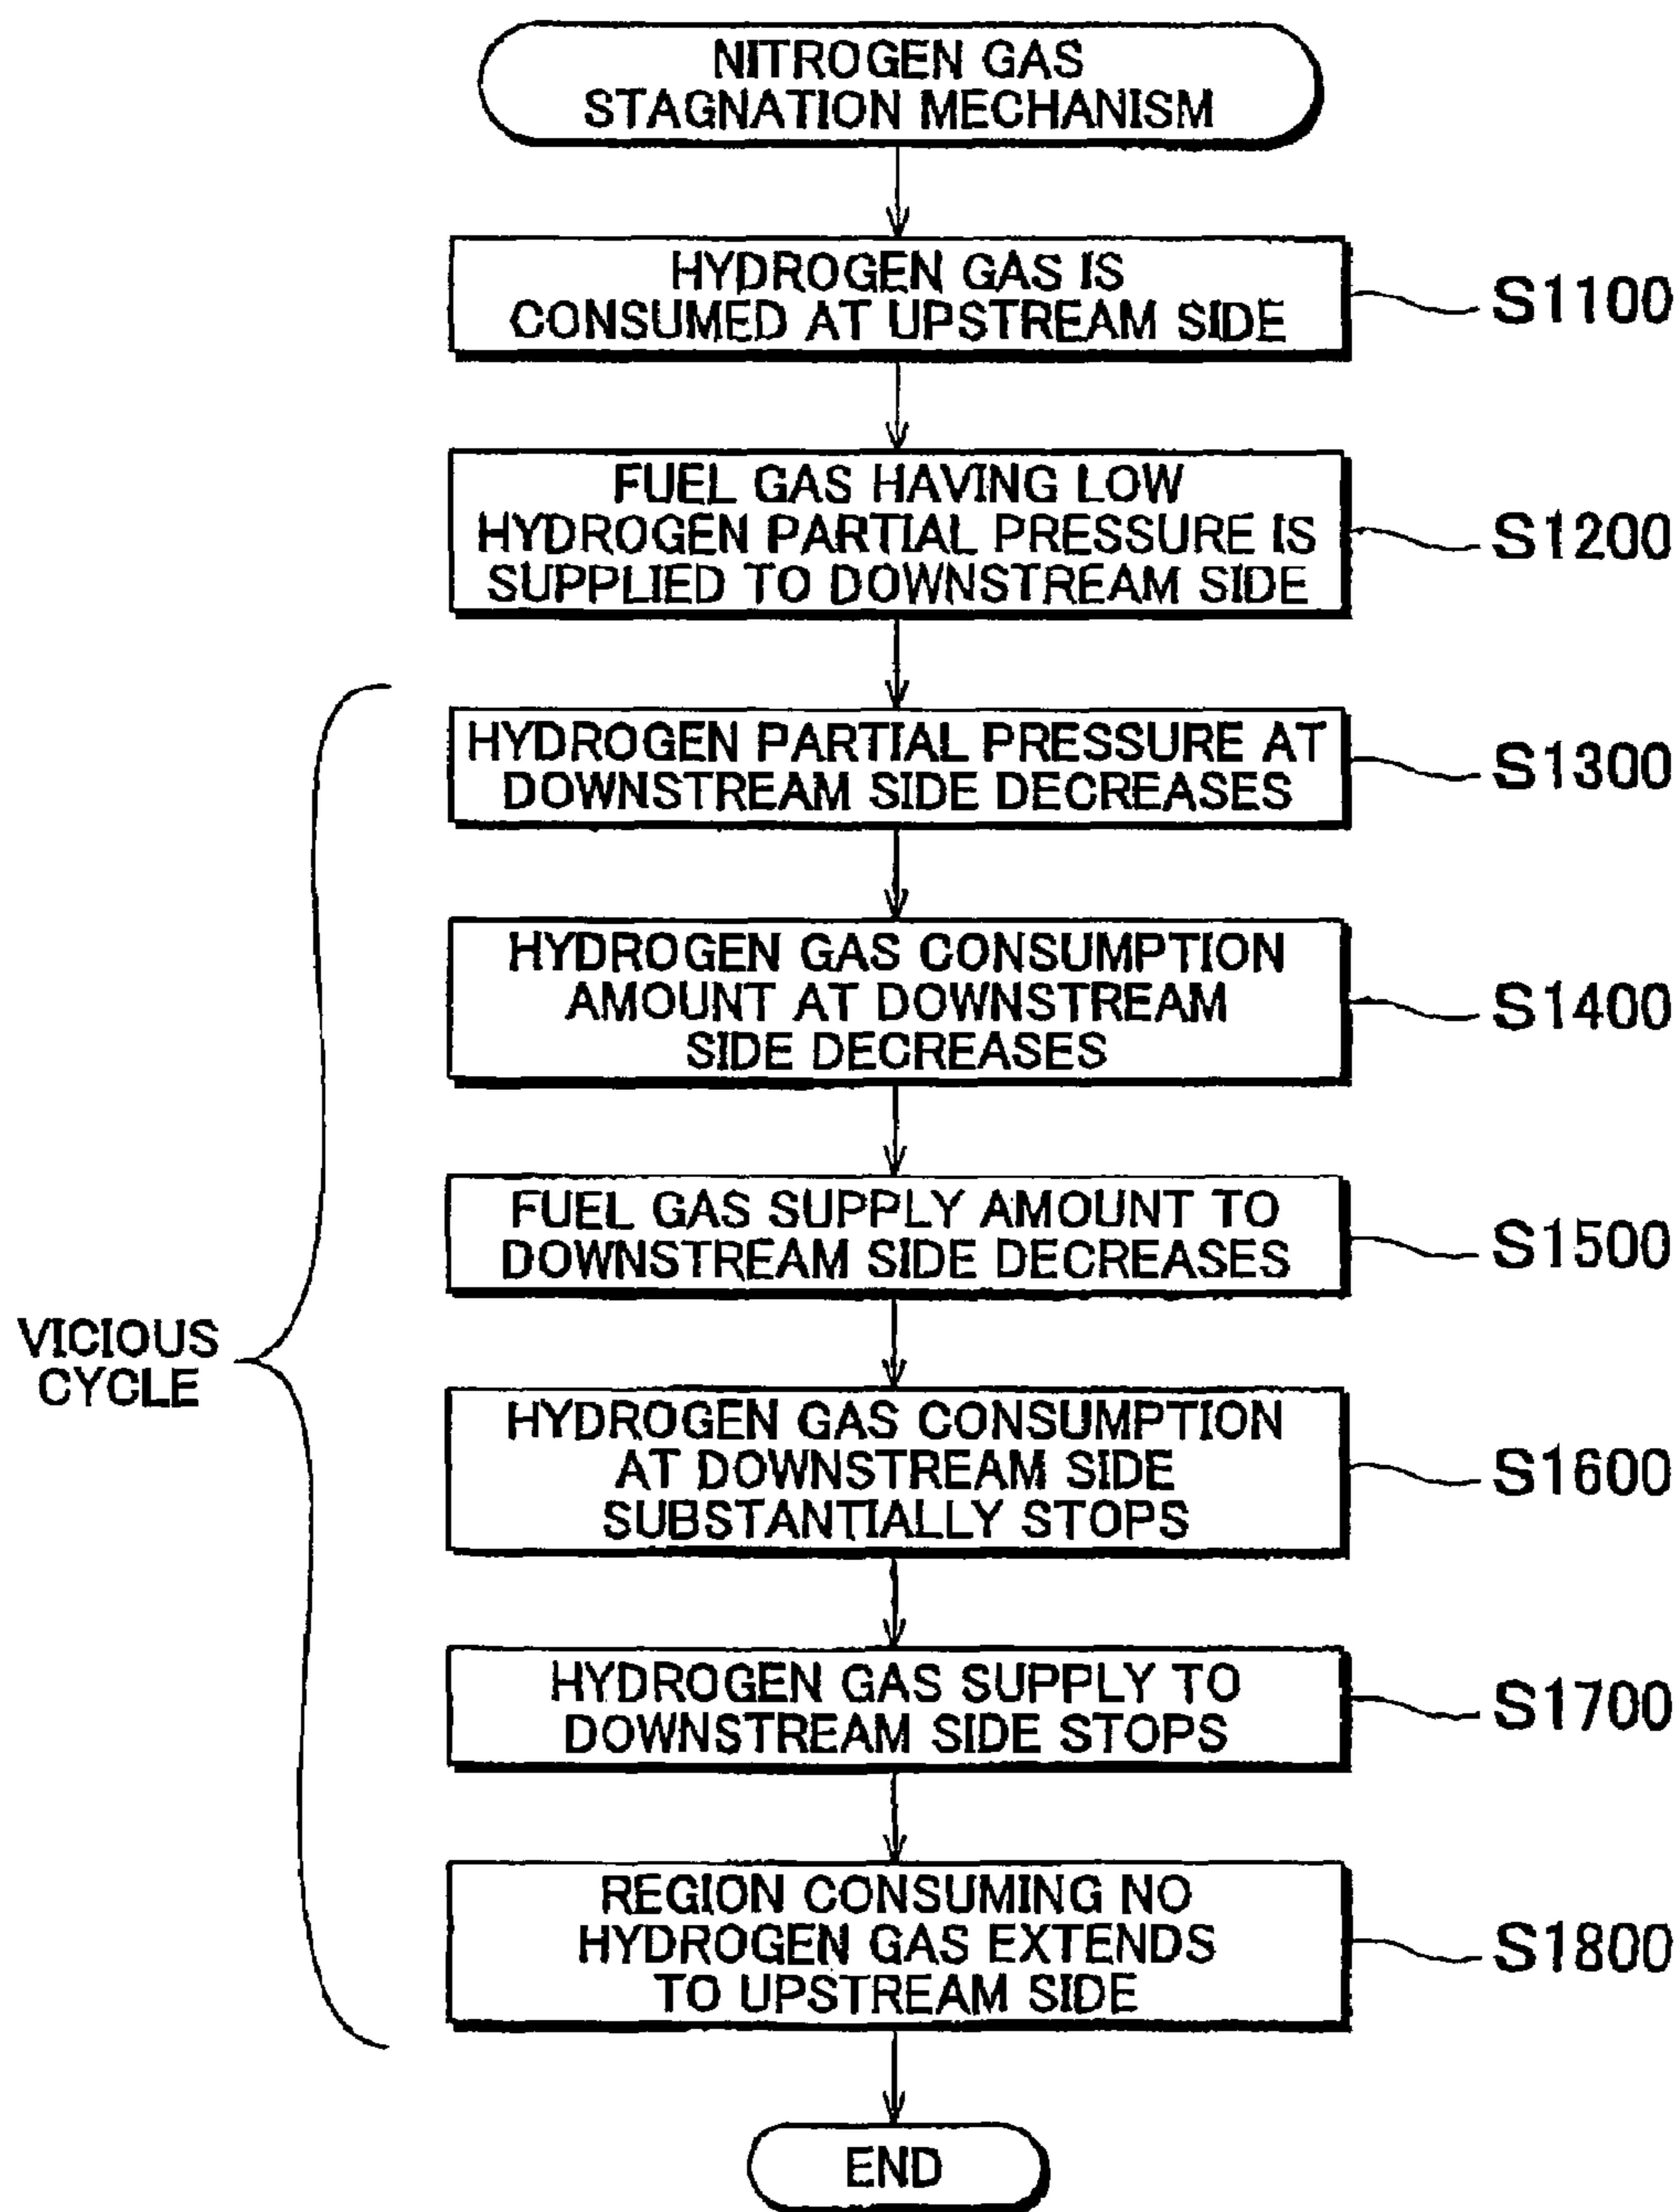 NITROGEN GAS
STAGNATION MECHANISM
HYDROGEN GAS IS
CONSUMED AT UPSTREAM SIDE
S1100
FUEL GAS HAVING LOW
HYDROGEN PARTIAL PRESSURE IS
SUPPLIED TO DOWNSTREAM SIDE
S1200
HYDROGEN PARTIAL PRESSURE AT
DOWNSTREAM SIDE DECREASES
S1300
HYDROGEN GAS CONSUMPTION
AMOUNT AT DOWNSTREAM
SIDE DECREASES
S1400
FUEL GAS SUPPLY AMOUNT TO
DOWNSTREAM SIDE DECREASES
S1500
VICIOUS
CYCLE
HYDROGEN GAS CONSUMPTION
AT DOWNSTREAM SIDE
SUBSTANTIALLY STOPS
S1600
HYDROGEN GAS SUPPLY TO
DOWNSTREAM SIDE STOPS
S1700
REGION CONSUMING NO
HYDROGEN GAS EXTENDS
TO UPSTREAM SIDE
S1800
END